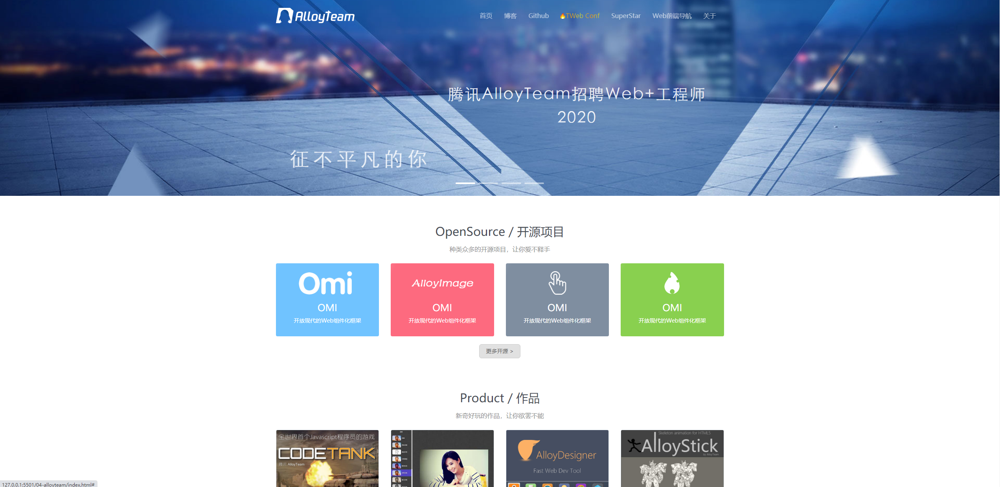 AlloyTeam
首页 博客 Github TWeb Conf SuperStar Web前端导航 关于
腾讯AlloyTeam招聘Web+工程师
2020
征不平凡的你
OpenSource / 开源项目
种类众多的开源项目，让你爱不释手
Omi
OMI
开放现代的Web组件化框架
AlloyImage
OMI
开放现代的Web组件化框架
OMI
开放现代的Web组件化框架
OMI
开放现代的Web组件化框架
更多开源 >
Product / 作品
新奇好玩的作品，让你欲罢不能
全世界首个Javascript程序员的游戏
CODETANK
腾讯 AlloyTeam
AlloyDesigner
Fast Web Dev Tool
Skeleton animation for HTML5
AlloyStick
by AlloyTeam
127.0.0.1:5501/04-alloyteam/index.html#